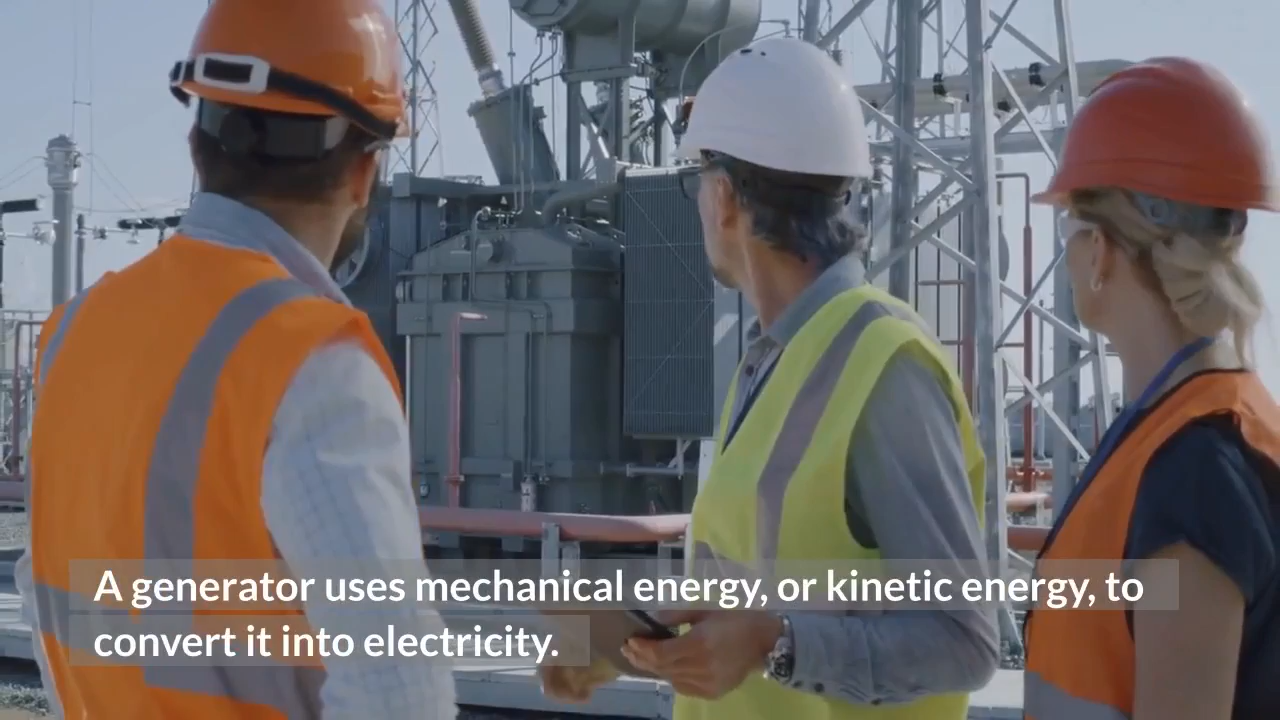 A generator uses mechanical energy, or kinetic energy, to
convert it into electricity.